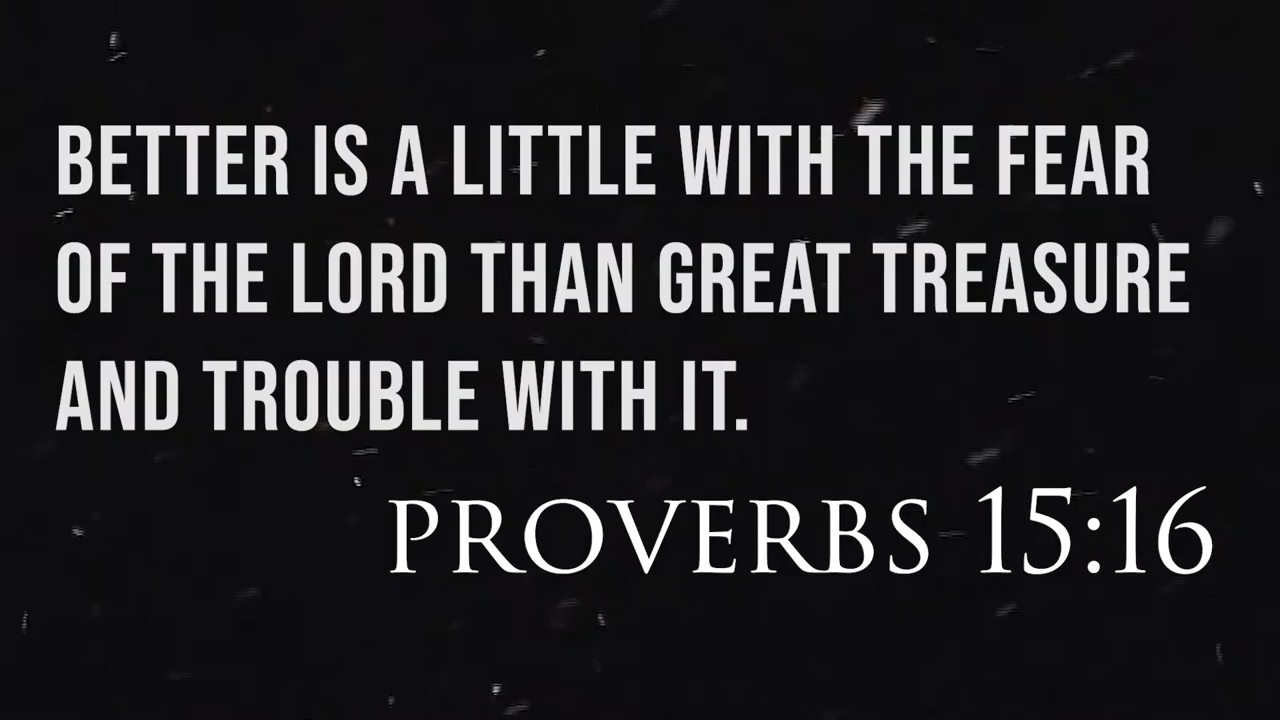 BETTER IS A LITTLE WITH THE FEAR
OF THE LORD THAN GREAT TREASURE
AND TROUBLE WITH IT.
PROVERBS 15:16